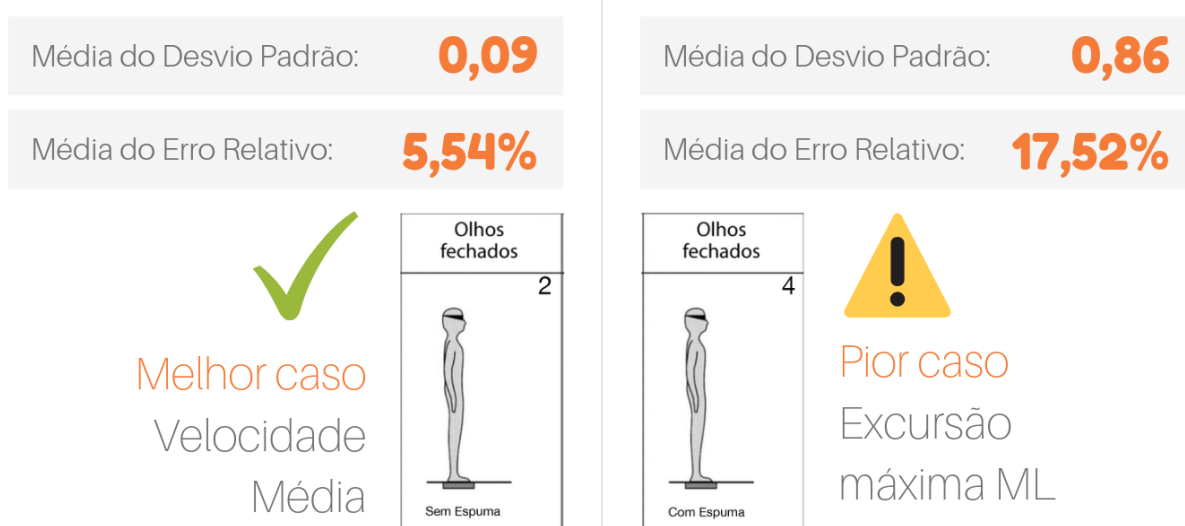 Média do Desvio Padrão: 0,09
Média do Erro Relativo: 5,54%
Olhos
fechados
2
Melhor caso
Velocidade
Média
Sem Espuma
Média do Desvio Padrão: 0,86
Média do Erro Relativo: 17,52%
Olhos
fechados
4
Com Espuma
Pior caso
Excursão
máxima ML